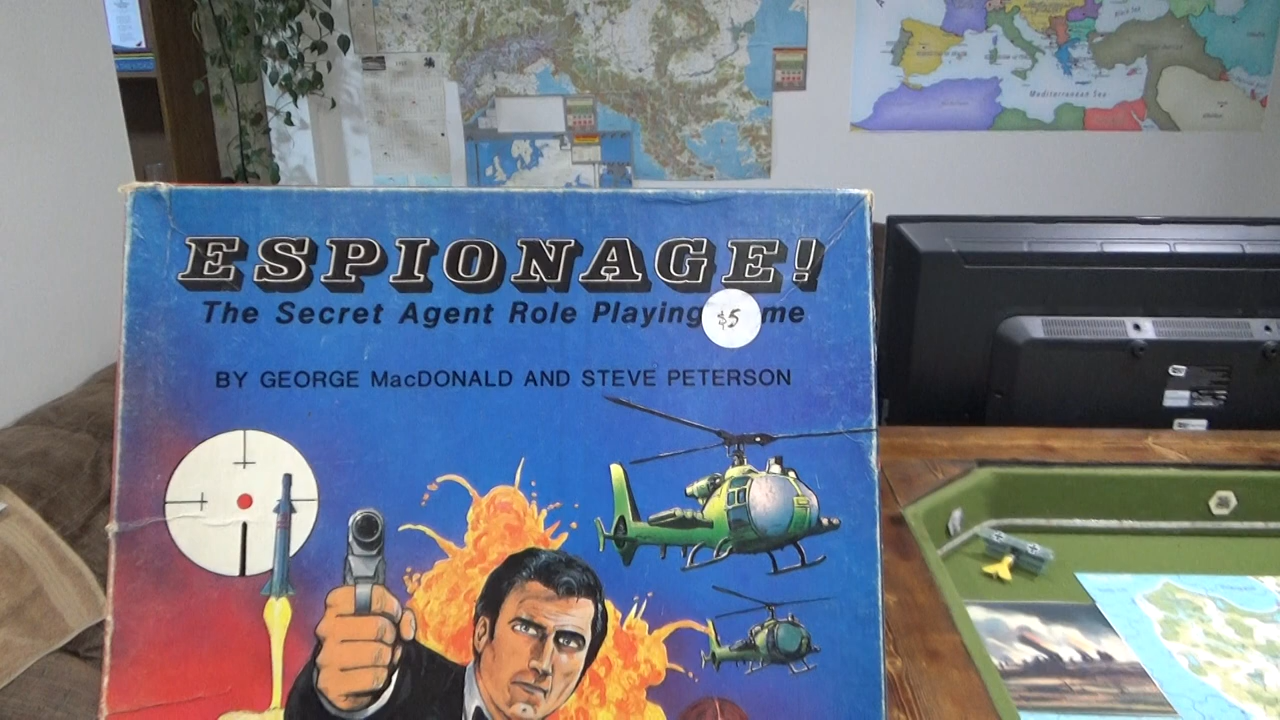 Mediterranean Sea
ESPIONAGE!
The Secret Agent Role Playing
me
$5
BY GEORGE MacDONALD AND STEVE PETERSON